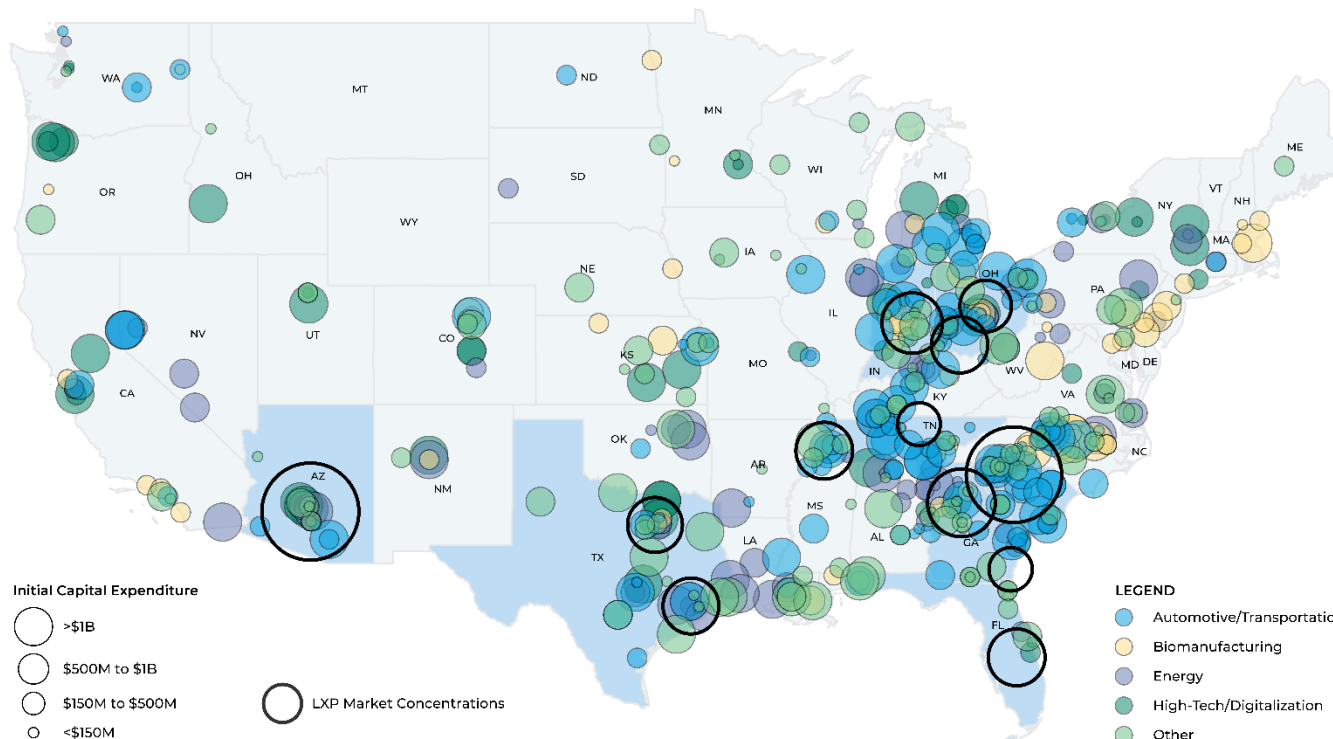 WA
MT
ND
MN
ME
OR
OH
SD
WI
MI
NY
VT
NH
WY
MA
IA
NE
PA
OH
NV
UT
CO
IL
IN
WV
MD
DE
CA
KS
MO
KY
VA
OK
TN
NC
AZ
NM
AR
MS
AL
GA
TX
LA
FL
Initial Capital Expenditure
>$1B
$500M to $1B
$150M to $500M
<$150M
LXP Market Concentrations
LEGEND
Automotive/Transportatio
Biomanufacturing
Energy
High-Tech/Digitalization
Other